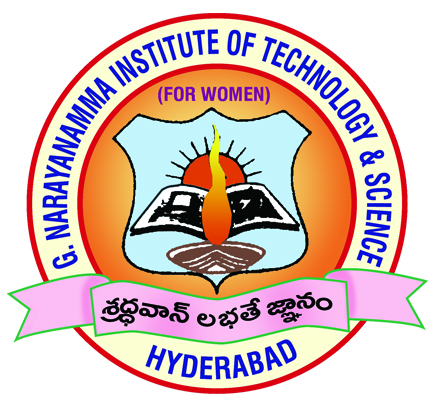 G. NARAYANAMMA INSTITUTE OF TECHNOLOGY & SCIENCE
(FOR WOMEN)
శ్రద్ధవాన్ లభతే జ్ఞానం
HYDERABAD